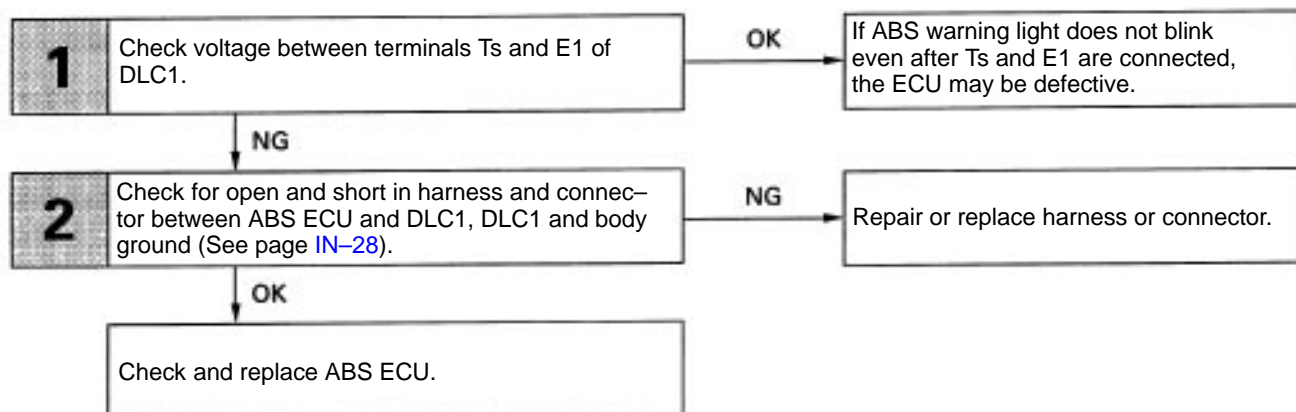 1
Check voltage between terminals Ts and E1 of
DLC1.
OK
If ABS warning light does not blink
even after Ts and E1 are connected,
the ECU may be defective.
NG
2
Check for open and short in harness and connec–
tor between ABS ECU and DLC1, DLC1 and body
ground (See page IN–28).
NG
Repair or replace harness or connector.
OK
Check and replace ABS ECU.